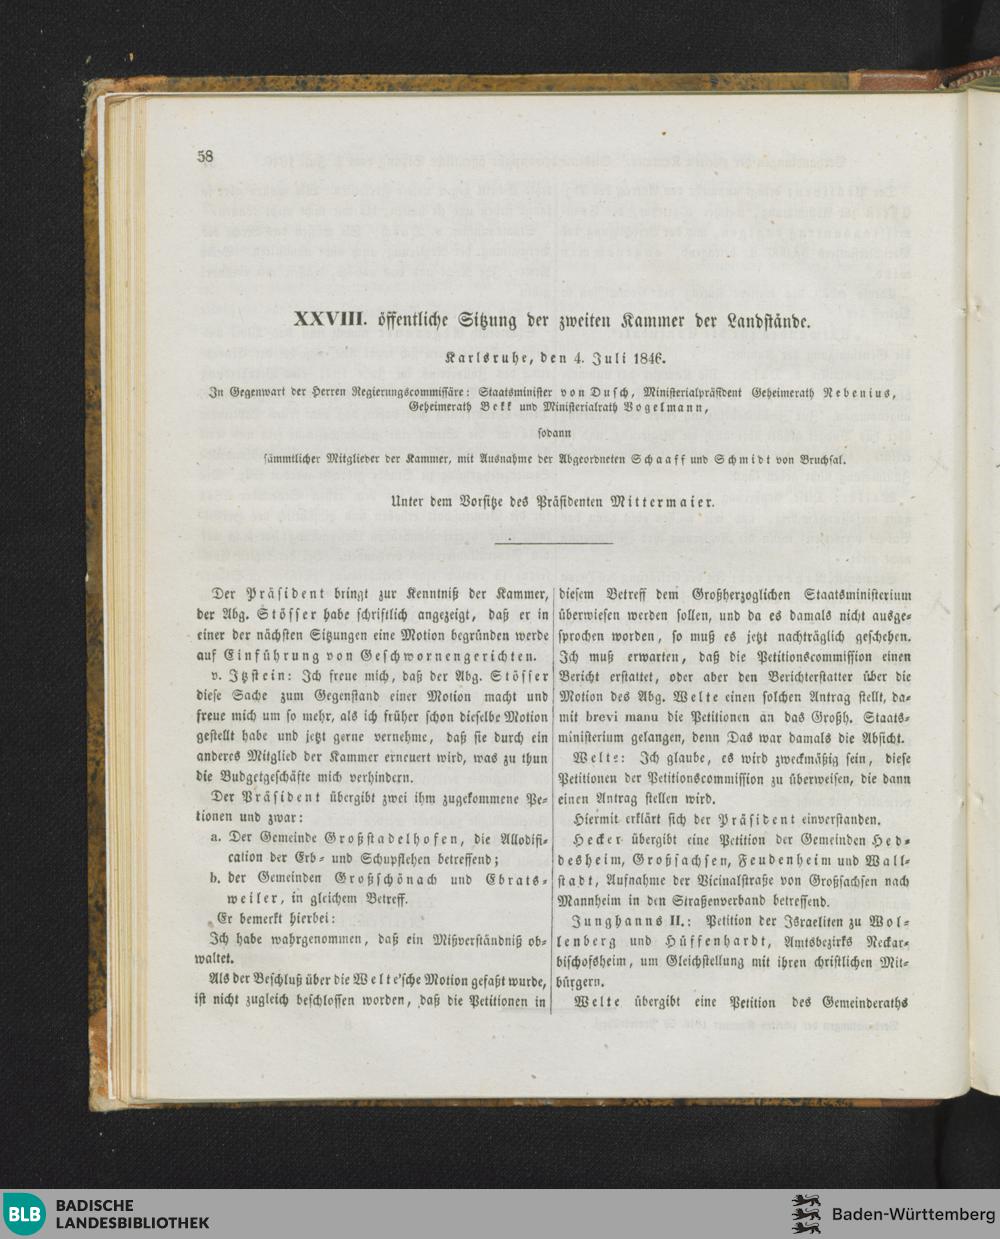 58
XXVIII. öffentliche Sitzung der zweiten Kammer der Landstände.
Karlsruhe, den 4. Juli 1846.
In Gegenwart der Herren Regierungscommissäre: Staatsminister von Dusch, Ministerialpräsident Geheimerath Nebenius,
Geheimerath Bekk und Ministerialrath Vogelmann,
sodann
sämmtlicher Mitglieder der Kammer, mit Ausnahme der Abgeordneten Schaaff und Schmidt von Bruchsal.
Unter dem Vorsitze des Präsidenten Mittermaier.
Der Präsident bringt zur Kenntniß der Kammer,
der Abg. Stösser habe schriftlich angezeigt, daß er in
einer der nächsten Sitzungen eine Motion begründen werde
auf Einführung von Geschwornengerichten.
v. Itzstein: Ich freue mich, daß der Abg. Stösser
diese Sache zum Gegenstand einer Motion macht und
freue mich um so mehr, als ich früher schon dieselbe Motion
gestellt habe und jetzt gerne vernehme, daß sie durch ein
anderes Mitglied der Kammer erneuert wird, was zu thun
die Budgetgeschäfte mich verhindern.
Der Präsident übergibt zwei ihm zugekommene Pe-
titionen und zwar:
a. Der Gemeinde Großstadelhofen, die Allodifi-
cation der Erb- und Schupflehen betreffend;
b. der Gemeinden Großschönach und Ebrats-
weiler, in gleichem Betreff.
Er bemerkt hierbei:
Ich habe wahrgenommen, daß ein Mißverständniß ob-
waltet.
Als der Beschluß über die Welte'sche Motion gefaßt wurde,
ist nicht zugleich beschlossen worden, daß die Petitionen in
diesem Betreff dem Großherzoglichen Staatsministerium
überwiesen werden sollen, und da es damals nicht ausge-
sprochen worden, so muß es jetzt nachträglich geschehen.
Ich muß erwarten, daß die Petitionscommission einen
Bericht erstattet, oder aber den Berichterstatter über die
Motion des Abg. Welte einen solchen Antrag stellt, da-
mit brevi manu die Petitionen an das Großh. Staats-
ministerium gelangen, denn Das war damals die Absicht.
Welte: Ich glaube, es wird zweckmäßig sein, diese
Petitionen der Petitionscommission zu überweisen, die dann
einen Antrag stellen wird.
Hiermit erklärt sich der Präsident einverstanden.
Hecker übergibt eine Petition der Gemeinden Hed-
desheim, Großsachsen, Feudenheim und Wall-
stadt, Aufnahme der Vicinalstraße von Großsachsen nach
Mannheim in den Straßenverband betreffend.
Junghanns II.: Petition der Israeliten zu Wol-
lenberg und Hüffenhardt, Amtsbezirks Neckar-
bischofsheim, um Gleichstellung mit ihren christlichen Mit-
bürgern.
Welte übergibt eine Petition des Gemeinderaths
BLB BADISCHE
LANDESBIBLIOTHEK
Baden-Württemberg